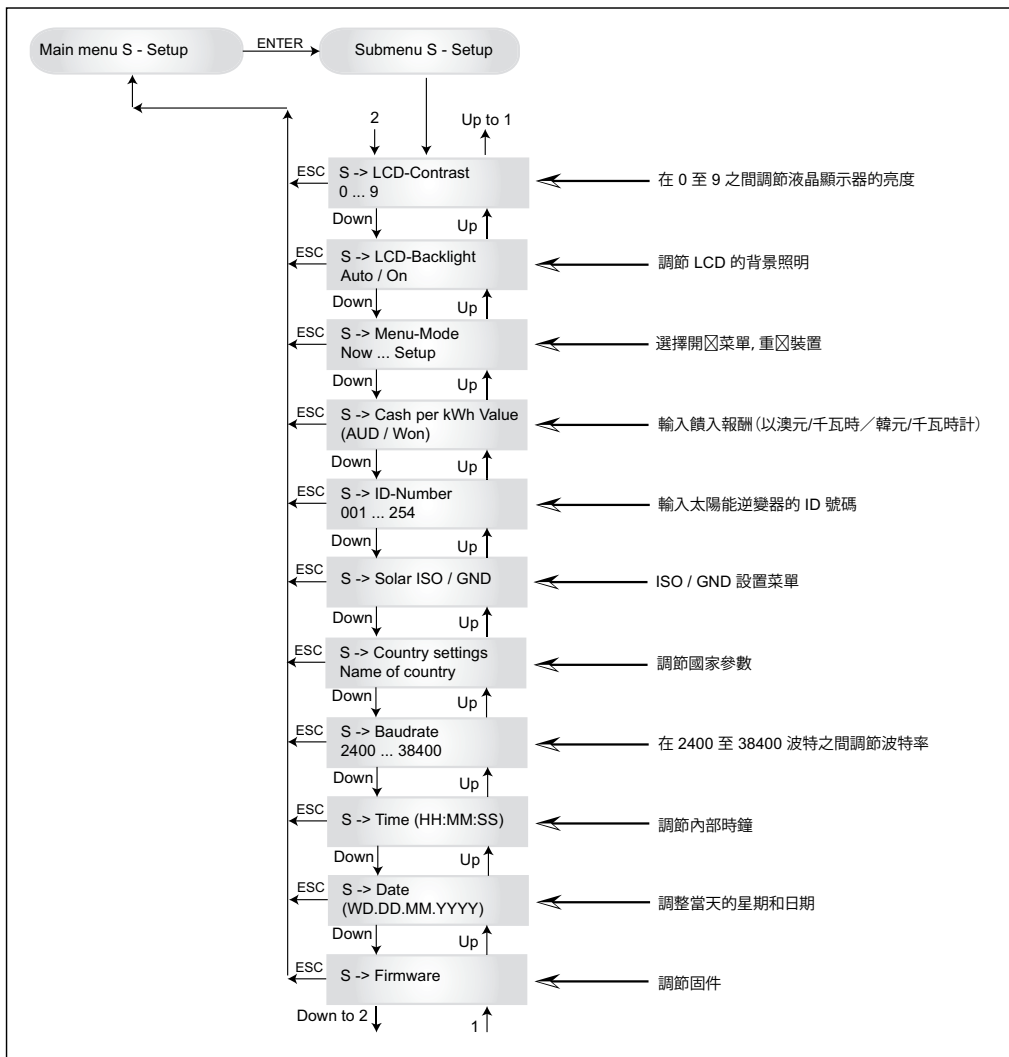 Main menu S - Setup
ENTER
Submenu S - Setup
2
Up to 1
ESC
S -> LCD-Contrast
0 ... 9
在 0 至 9 之間調節液晶顯示器的亮度
Down
Up
ESC
S -> LCD-Backlight
Auto / On
調節 LCD 的背景照明
Down
Up
ESC
S -> Menu-Mode
Now ... Setup
選擇開☒菜單, 重☒裝置
Down
Up
ESC
S -> Cash per kWh Value
(AUD / Won)
輸入饋入報酬(以澳元/千瓦時／韓元/千瓦時計)
Down
Up
ESC
S -> ID-Number
001 ... 254
輸入太陽能逆變器的 ID 號碼
Down
Up
ESC
S -> Solar ISO / GND
ISO / GND 設置菜單
Down
Up
ESC
S -> Country settings
Name of country
調節國家參數
Down
Up
ESC
S -> Baudrate
2400 ... 38400
在 2400 至 38400 波特之間調節波特率
Down
Up
ESC
S -> Time (HH:MM:SS)
調節內部時鐘
Down
Up
ESC
S -> Date
(WD.DD.MM.YYYY)
調整當天的星期和日期
Down
Up
ESC
S -> Firmware
調節固件
Down to 2
1